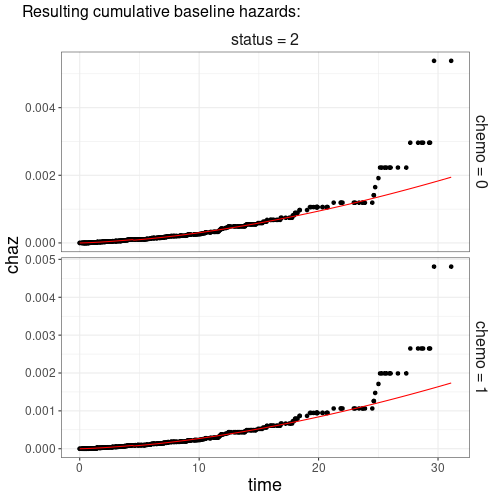 Resulting cumulative baseline hazards:
status = 2
chaz
0.004
0.002
0.000
chemo = 0
0.005
0.004
0.003
0.002
0.001
0.000
chemo = 1
0 10 20 30
time